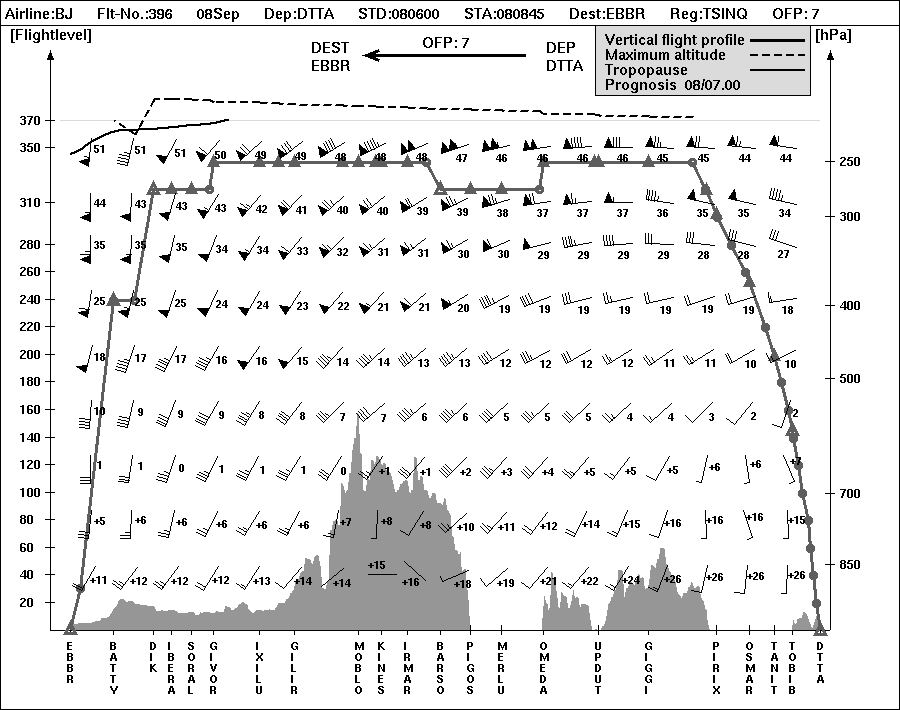 Airline:BJ Flt-No.:396 08Sep Dep:DTTA STD:080600 STA:080845 Dest:EBBR Reg:TSINQ OFP: 7
[Flightlevel] [hPa]
DEST OFP: 7 DEP
EBBR DTTA
Vertical flight profile
Maximum altitude
Tropopause
Prognosis 08/07.00
370
350 51 51 51 50 49 49 48 48 48 47 46 46 46 46 45 45 44 44 250
310 44 43 43 43 42 41 40 40 39 39 38 37 37 37 36 35 35 34 300
280 35 35 35 34 34 33 32 31 31 30 30 29 29 29 29 28 28 27
260
240 25 25 25 24 24 23 22 21 21 20 19 19 19 19 19 19 19 18 400
220
200 18 17 17 16 16 15 14 14 13 13 12 12 12 12 11 11 10 10
180 500
160 10 9 9 9 8 8 7 7 6 6 5 5 5 4 4 3 2 2
140
120 1 1 0 1 1 1 0 +1 +1 +2 +3 +4 +5 +5 +5 +6 +6 +7
100 700
80 +5 +6 +6 +6 +6 +6 +7 +8 +8 +10 +11 +12 +14 +15 +16 +16 +16 +15
60 850
40 +11 +12 +12 +12 +13 +14 +14 +15 +16 +18 +19 +21 +22 +24 +26 +26 +26 +26
20
EBBR BATTY DIK IBERA SORAL GIVOR IXILU GILIR MOBLO KINES IRMAR BARSO PIGOS MERLU OMEDA UPDUT GIGGI PIRIX OSMAR TANIT TOBIB DTTA